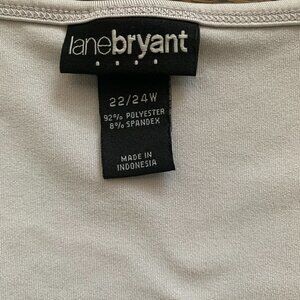 lanebryant
22/24W
92% POLYESTER
8% SPANDEX
MADE IN
INDONESIA